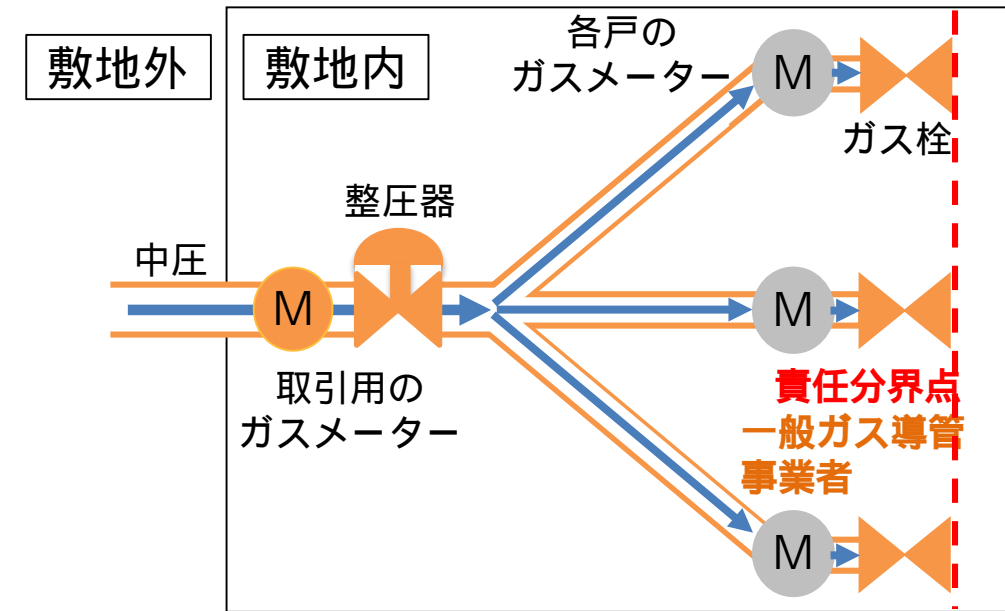 敷地外
敷地内
各戸の
ガスメーター
M
ガス栓
整圧器
中圧
M
M
取引用の
ガスメーター
責任分界点
一般ガス導管
事業者
M